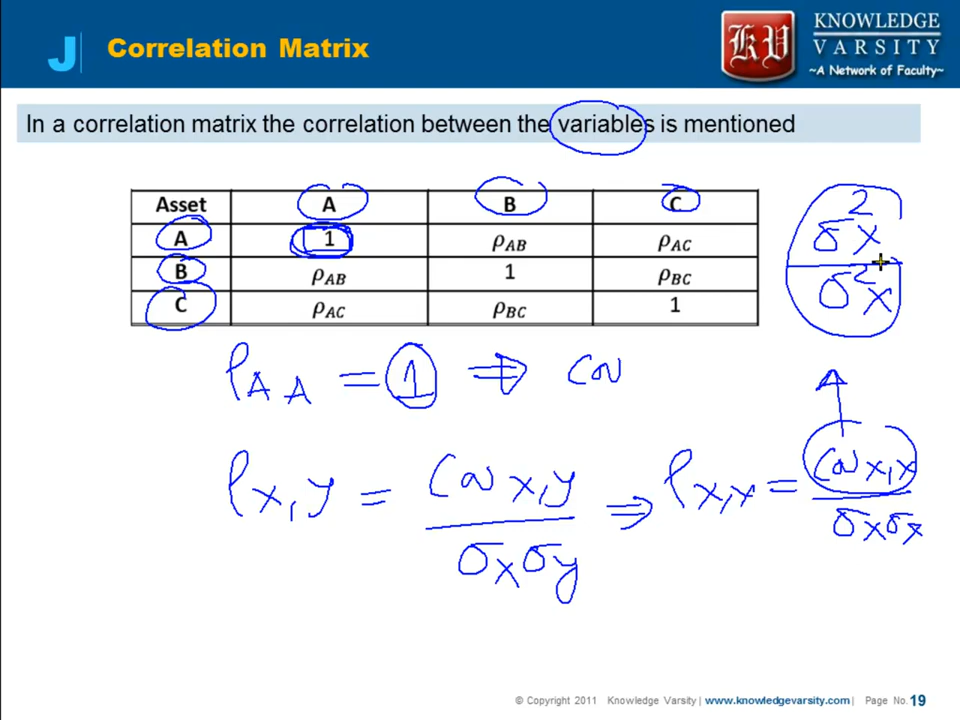 J Correlation Matrix
KV KNOWLEDGE VARSITY
~A Network of Faculty~
In a correlation matrix the correlation between the variables is mentioned
Asset A B C
A 1 ρAB ρAC
B ρAB 1 ρBC
C ρAC ρBC 1
σ²x
σ²x
ρAA = 1 ⇒ Cov
ρx,y = Cov x,y / σxσy ⇒ ρx,x = Cov x,x / σxσx
© Copyright 2011 Knowledge Varsity | www.knowledgevarsity.com | Page No. 19